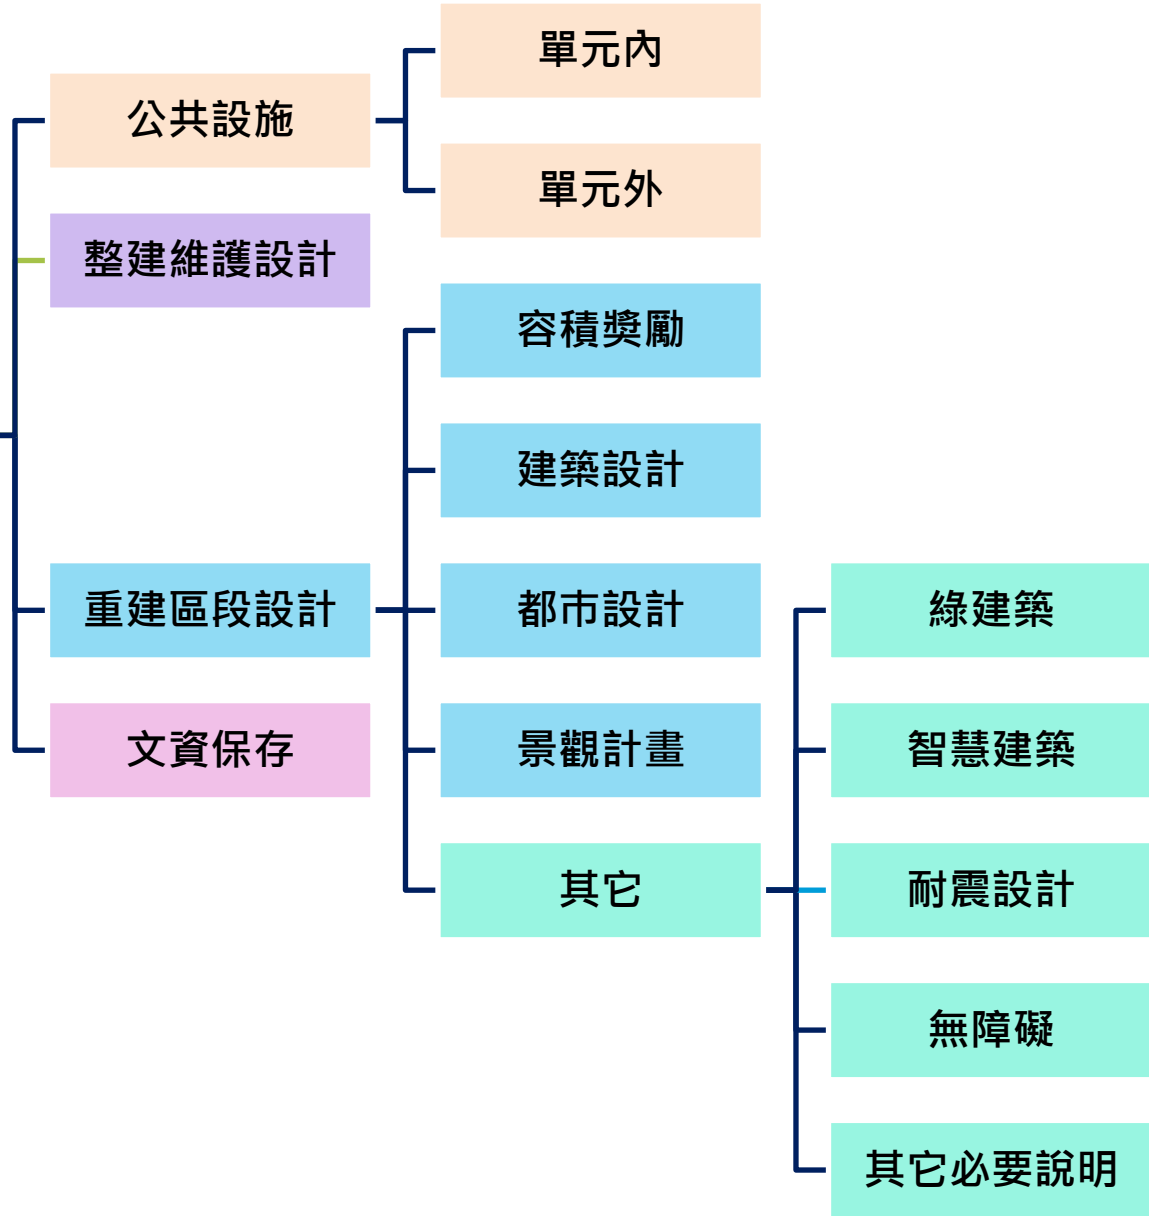 公共設施
單元內
單元外
整建維護設計
重建區段設計
容積獎勵
建築設計
都市設計
景觀計畫
其它
綠建築
智慧建築
耐震設計
無障礙
其它必要說明
文資保存